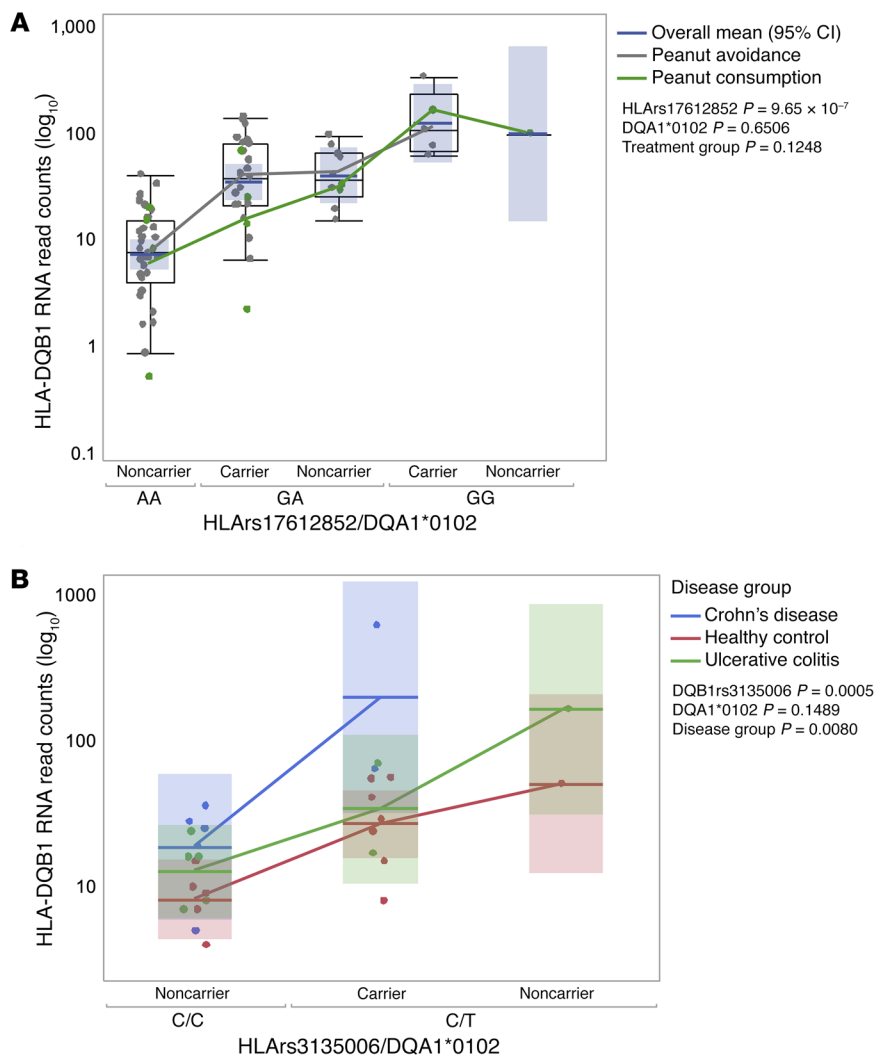 A
1,000
100
10
1
0.1
HLA-DQB1 RNA read counts (log10)
Overall mean (95% CI)
Peanut avoidance
Peanut consumption
HLArs17612852 P = 9.65 × 10⁻⁷
DQA1*0102 P = 0.6506
Treatment group P = 0.1248
Noncarrier Carrier Noncarrier Carrier Noncarrier
AA GA GG
HLArs17612852/DQA1*0102
B
1000
100
10
HLA-DQB1 RNA read counts (log10)
Disease group
Crohn's disease
Healthy control
Ulcerative colitis
DQB1rs3135006 P = 0.0005
DQA1*0102 P = 0.1489
Disease group P = 0.0080
Noncarrier Carrier Noncarrier
C/C C/T
HLArs3135006/DQA1*0102